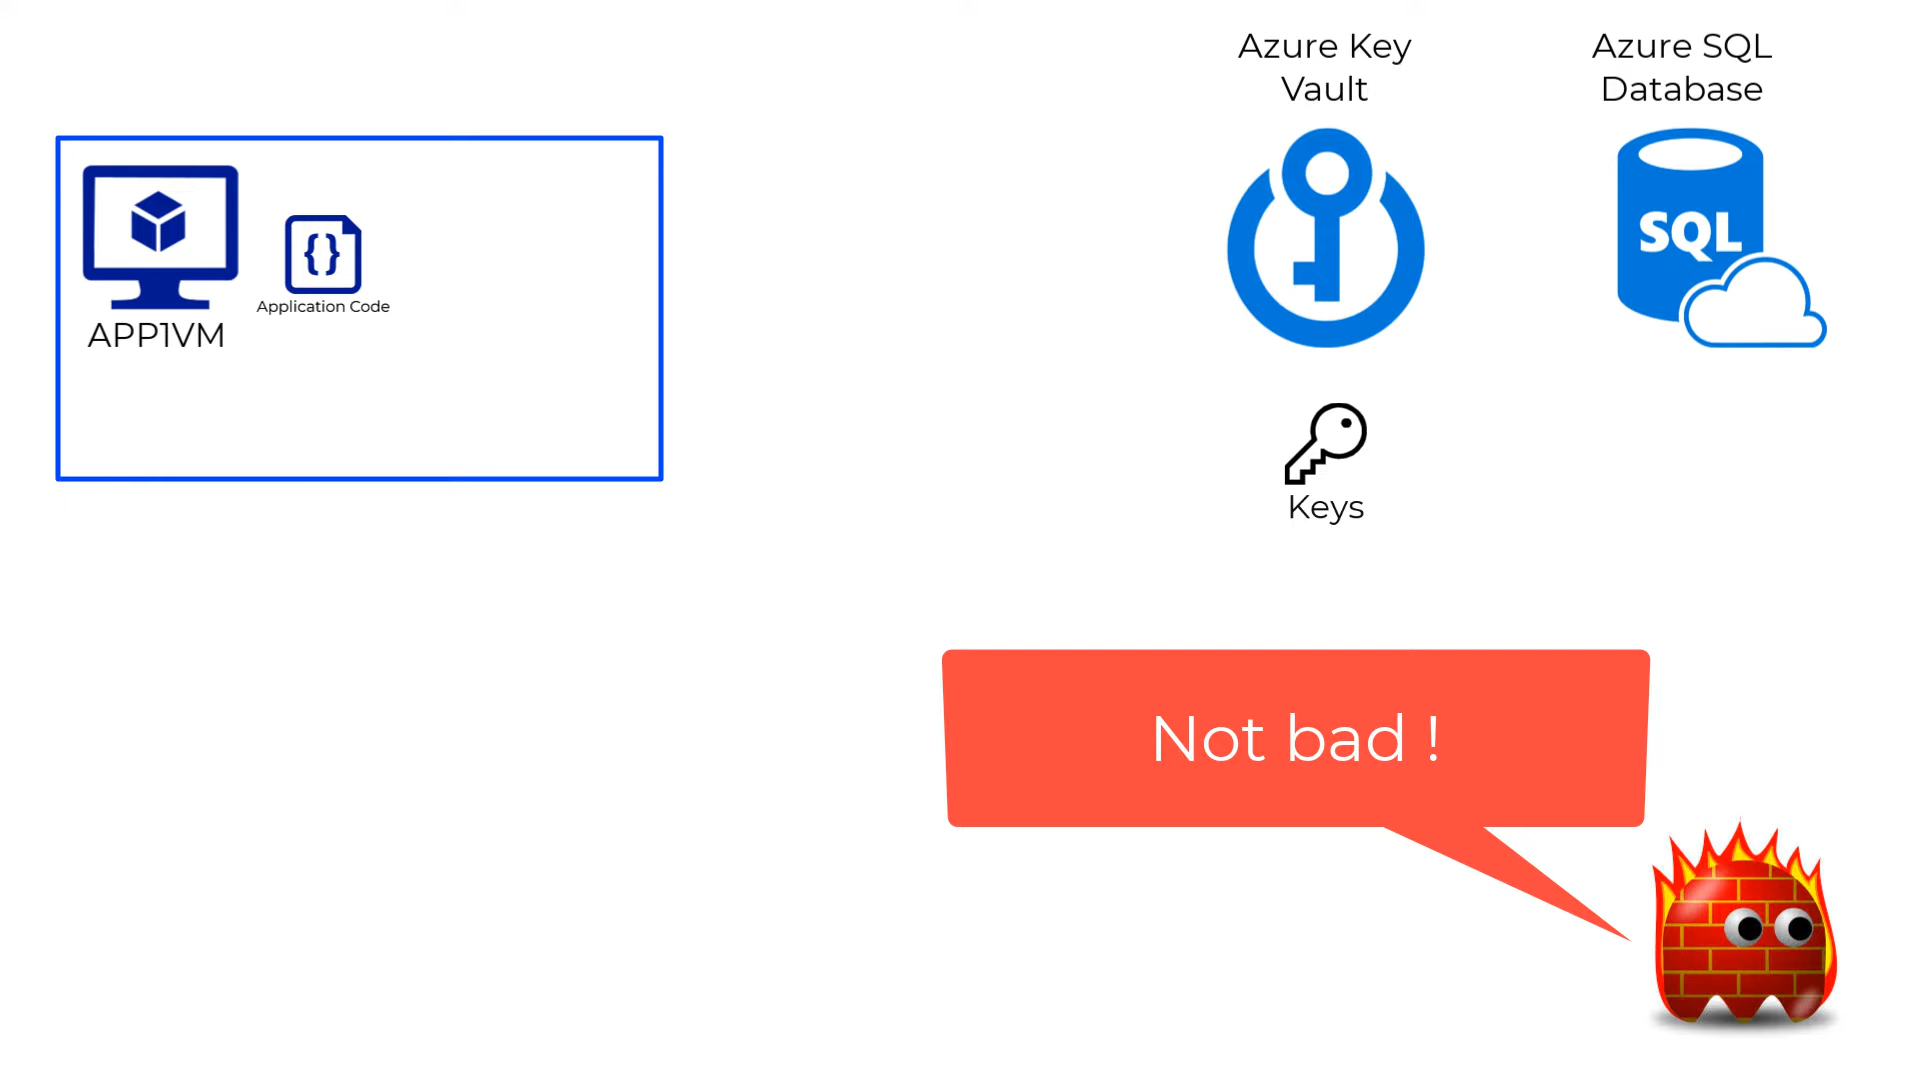 Azure Key
Vault
Azure SQL
Database
SQL
{}
Application Code
APP1VM
Keys
Not bad !